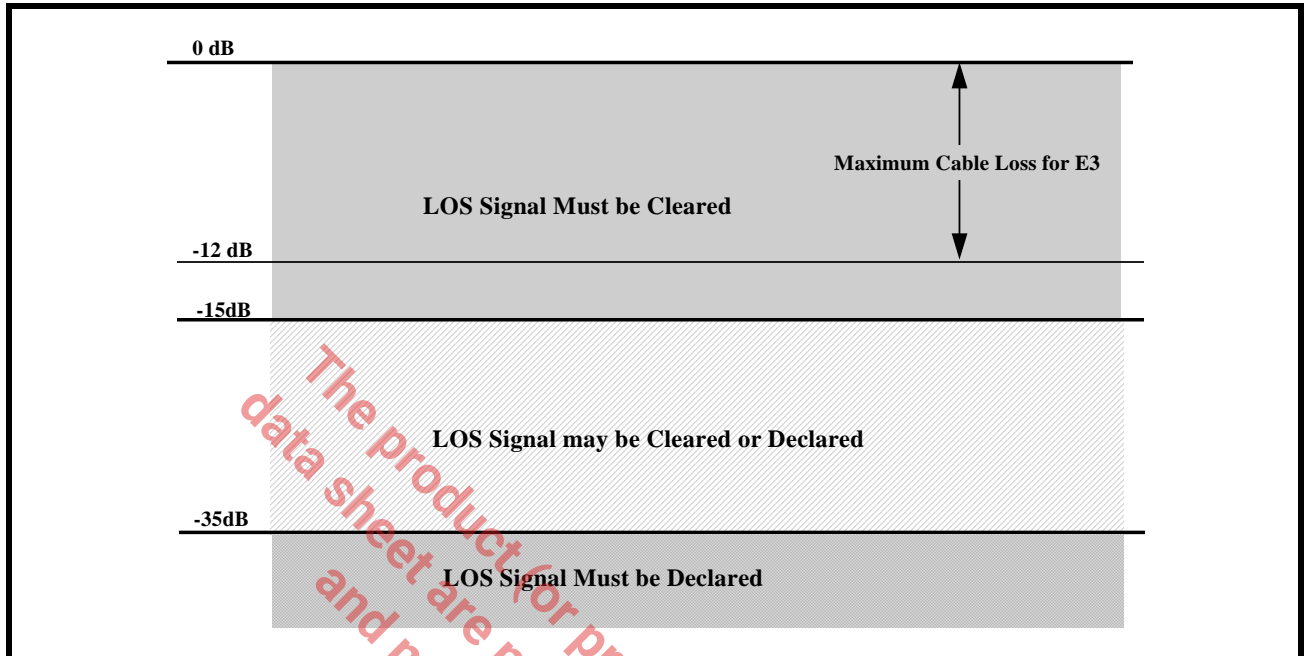 0 dB
Maximum Cable Loss for E3
LOS Signal Must be Cleared
-12 dB
-15dB
LOS Signal may be Cleared or Declared
-35dB
LOS Signal Must be Declared
The product (or
data sheet are
and